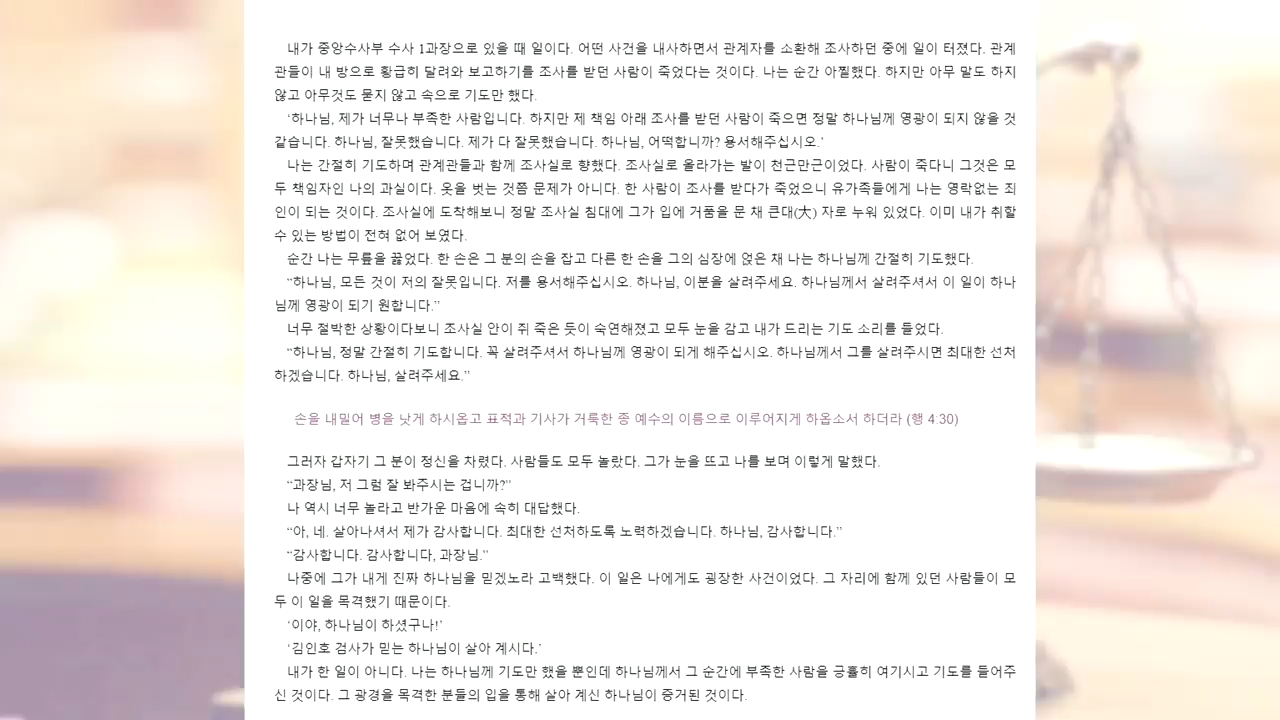 내가 중앙수사부 수사 1과장으로 있을 때 일이다. 어떤 사건을 내사하면서 관계자를 소환해 조사하던 중에 일이 터졌다. 관계
관들이 내 방으로 황급히 달려와 보고하기를 조사를 받던 사람이 죽었다는 것이다. 나는 순간 아찔했다. 하지만 아무 말도 하지
않고 아무것도 묻지 않고 속으로 기도만 했다.
‘하나님, 제가 너무나 부족한 사람입니다. 하지만 제 책임 아래 조사를 받던 사람이 죽으면 정말 하나님께 영광이 되지 않을 것
같습니다. 하나님, 잘못했습니다. 제가 다 잘못했습니다. 하나님, 어떡합니까? 용서해주십시오.’
나는 간절히 기도하며 관계관들과 함께 조사실로 향했다. 조사실로 올라가는 발이 천근만근이었다. 사람이 죽다니 그것은 모
두 책임자인 나의 과실이다. 옷을 벗는 것쯤 문제가 아니다. 한 사람이 조사를 받다가 죽었으니 유가족들에게 나는 영락없는 죄
인이 되는 것이다. 조사실에 도착해보니 정말 조사실 침대에 그가 입에 거품을 문 채 큰대(大) 자로 누워 있었다. 이미 내가 취할
수 있는 방법이 전혀 없어 보였다.
순간 나는 무릎을 꿇었다. 한 손은 그 분의 손을 잡고 다른 한 손을 그의 심장에 얹은 채 나는 하나님께 간절히 기도했다.
“하나님, 모든 것이 저의 잘못입니다. 저를 용서해주십시오. 하나님, 이분을 살려주세요. 하나님께서 살려주셔서 이 일이 하나
님께 영광이 되기 원합니다.”
너무 절박한 상황이다보니 조사실 안이 쥐 죽은 듯이 숙연해졌고 모두 눈을 감고 내가 드리는 기도 소리를 들었다.
“하나님, 정말 간절히 기도합니다. 꼭 살려주셔서 하나님께 영광이 되게 해주십시오. 하나님께서 그를 살려주시면 최대한 선처
하겠습니다. 하나님, 살려주세요.”
손을 내밀어 병을 낫게 하시옵고 표적과 기사가 거룩한 종 예수의 이름으로 이루어지게 하옵소서 하더라 (행 4:30)
그러자 갑자기 그 분이 정신을 차렸다. 사람들도 모두 놀랐다. 그가 눈을 뜨고 나를 보며 이렇게 말했다.
“과장님, 저 그럼 잘 봐주시는 겁니까?”
나 역시 너무 놀라고 반가운 마음에 속히 대답했다.
“아, 네. 살아나셔서 제가 감사합니다. 최대한 선처하도록 노력하겠습니다. 하나님, 감사합니다.”
“감사합니다. 감사합니다, 과장님.”
나중에 그가 내게 진짜 하나님을 믿겠노라 고백했다. 이 일은 나에게도 굉장한 사건이었다. 그 자리에 함께 있던 사람들이 모
두 이 일을 목격했기 때문이다.
‘이야, 하나님이 하셨구나!’
‘김인호 검사가 믿는 하나님이 살아 계시다.’
내가 한 일이 아니다. 나는 하나님께 기도만 했을 뿐인데 하나님께서 그 순간에 부족한 사람을 긍휼히 여기시고 기도를 들어주
신 것이다. 그 광경을 목격한 분들의 입을 통해 살아 계신 하나님이 증거된 것이다.